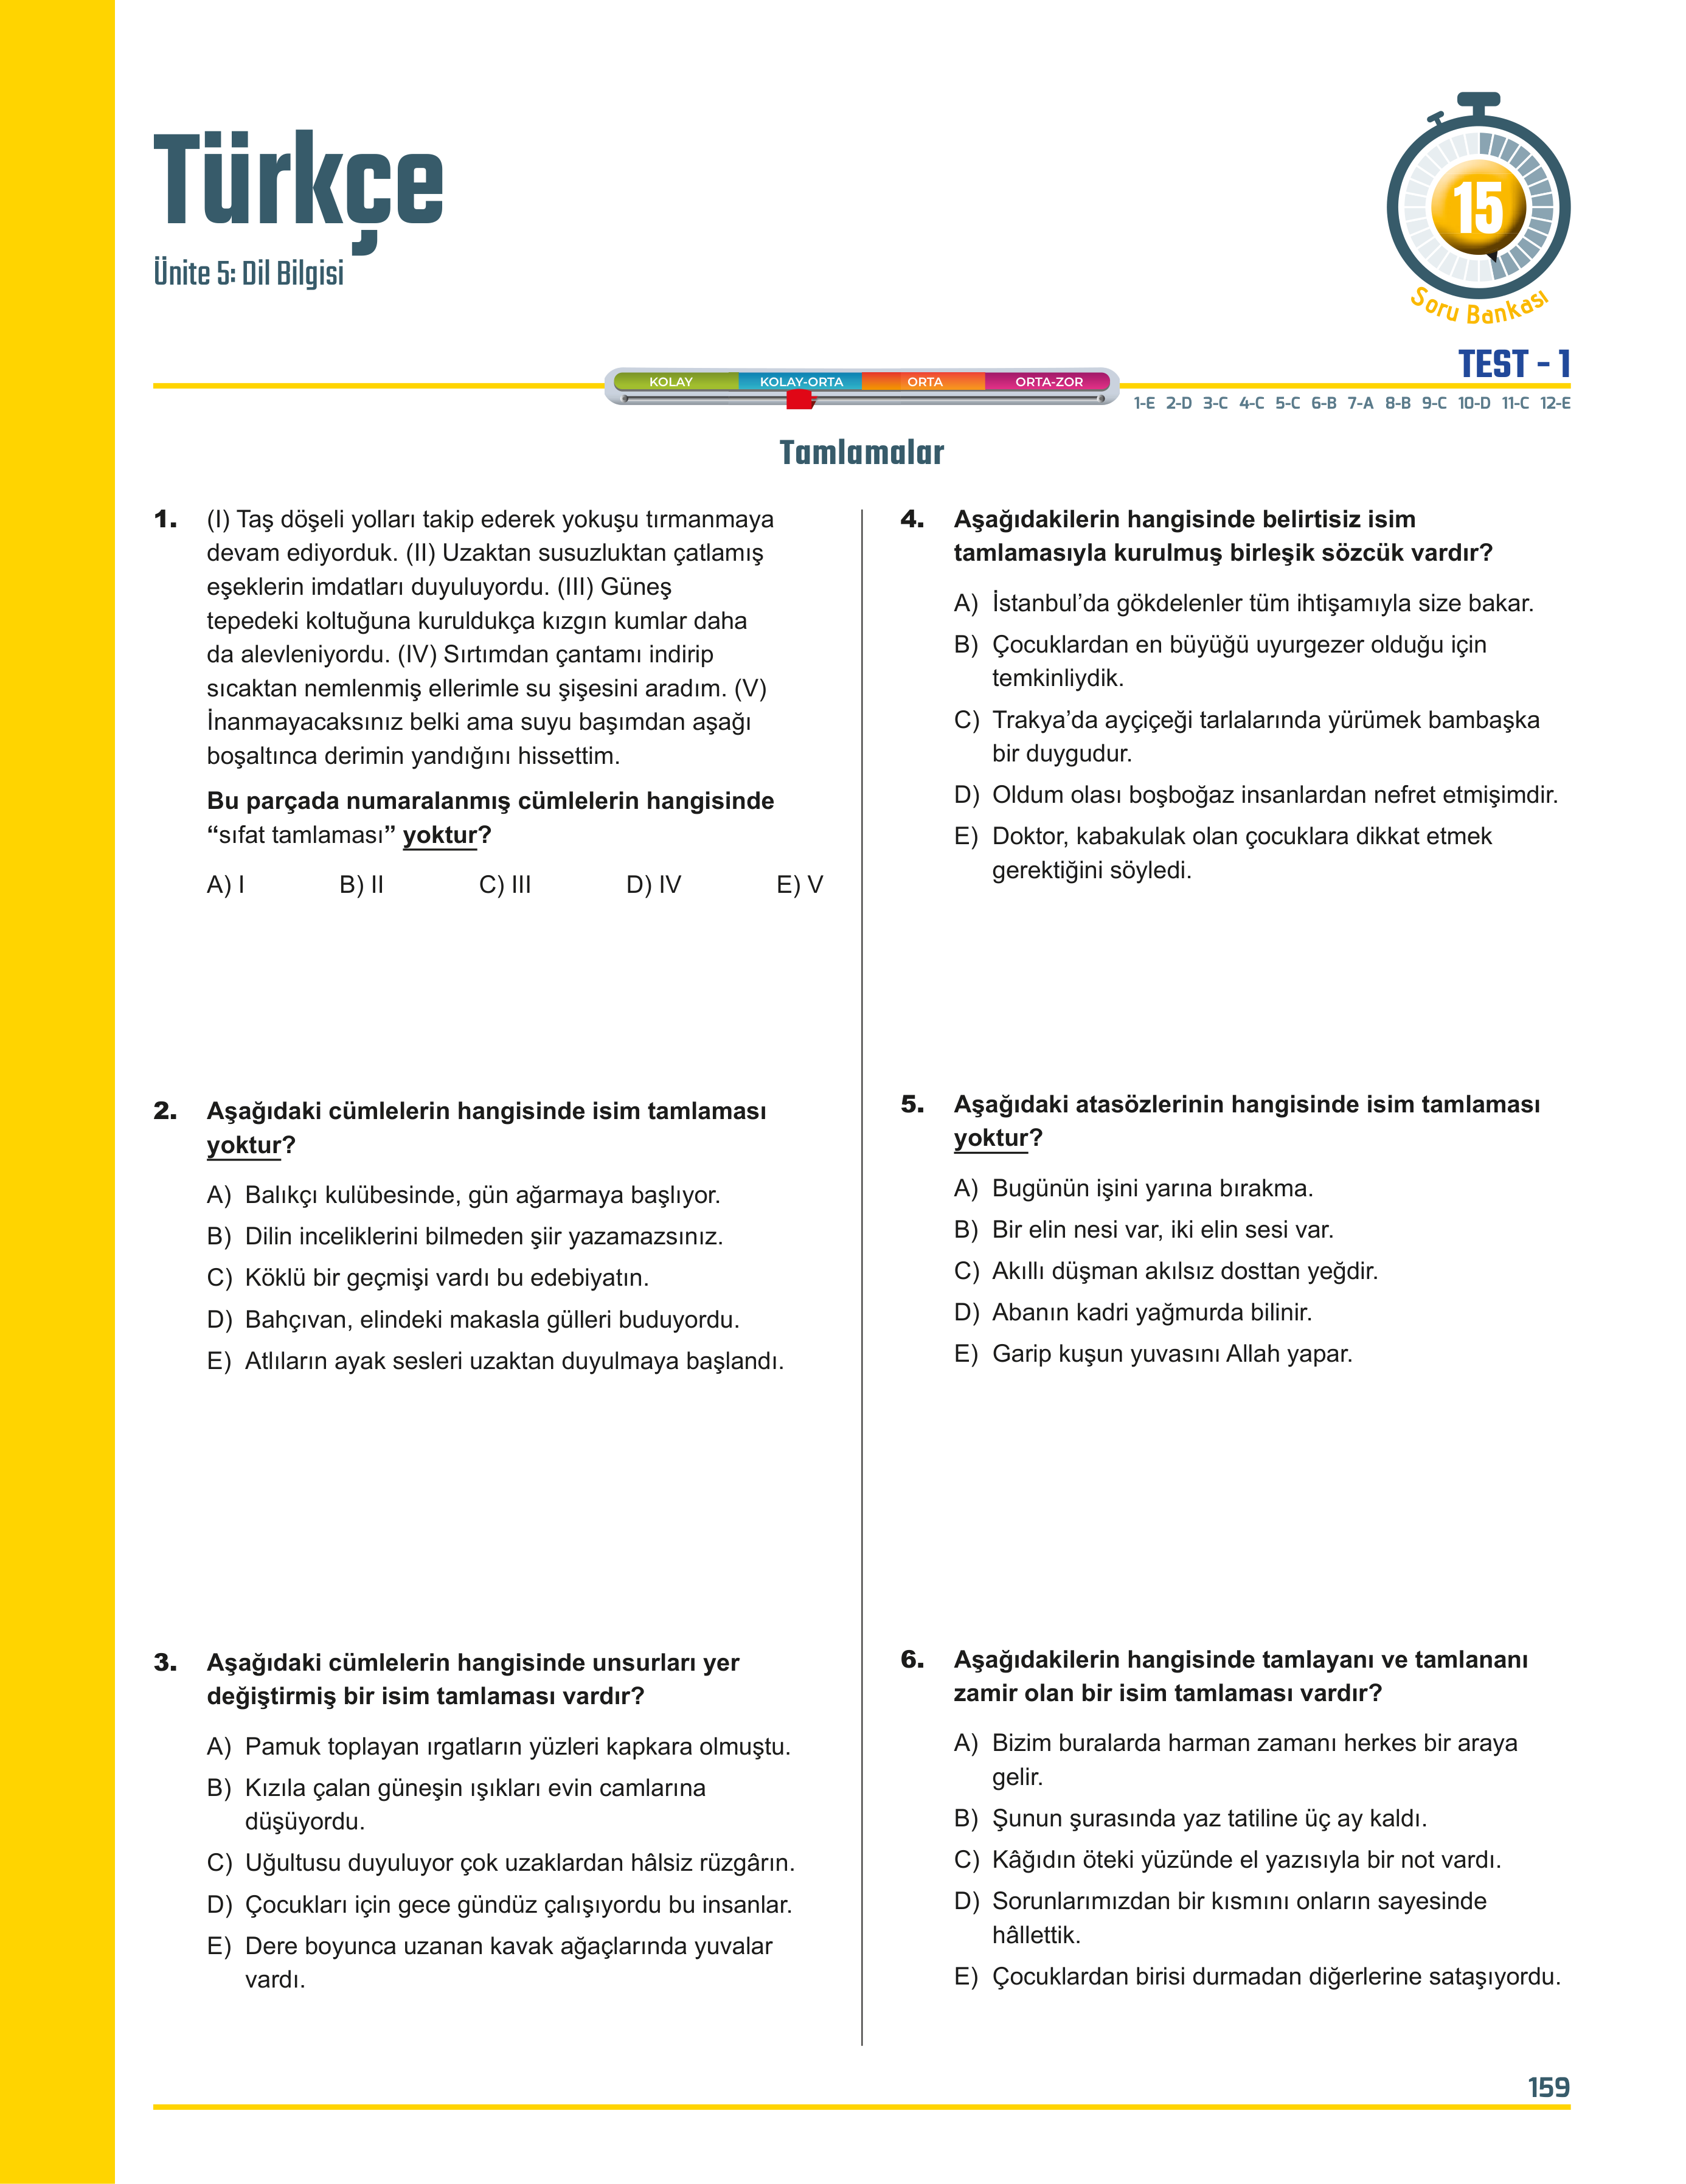 Türkçe
Ünite 5: Dil Bilgisi
15
Soru Bankası
TEST - 1
KOLAY KOLAY-ORTA ORTA ORTA-ZOR
1-E 2-D 3-C 4-C 5-C 6-B 7-A 8-B 9-C 10-D 11-C 12-E
Tamlamalar
1. (I) Taş döşeli yolları takip ederek yokuşu tırmanmaya
devam ediyorduk. (II) Uzaktan susuzluktan çatlamış
eşeklerin imdatları duyuluyordu. (III) Güneş
tepedeki koltuğuna kuruldukça kızgın kumlar daha
da alevleniyordu. (IV) Sırtımdan çantamı indirip
sıcaktan nemlenmiş ellerimle su şişesini aradım. (V)
İnanmayacaksınız belki ama suyu başımdan aşağı
boşaltınca derimin yandığını hissettim.
Bu parçada numaralanmış cümlelerin hangisinde
“sıfat tamlaması” yoktur?
A) I B) II C) III D) IV E) V
2. Aşağıdaki cümlelerin hangisinde isim tamlaması
yoktur?
A) Balıkçı kulübesinde, gün ağarmaya başlıyor.
B) Dilin inceliklerini bilmeden şiir yazamazsınız.
C) Köklü bir geçmişi vardı bu edebiyatın.
D) Bahçıvan, elindeki makasla gülleri buduyordu.
E) Atlıların ayak sesleri uzaktan duyulmaya başlandı.
3. Aşağıdaki cümlelerin hangisinde unsurları yer
değiştirmiş bir isim tamlaması vardır?
A) Pamuk toplayan ırgatların yüzleri kapkara olmuştu.
B) Kızıla çalan güneşin ışıkları evin camlarına
düşüyordu.
C) Uğultusu duyuluyor çok uzaklardan hâlsiz rüzgârın.
D) Çocukları için gece gündüz çalışıyordu bu insanlar.
E) Dere boyunca uzanan kavak ağaçlarında yuvalar
vardı.
4. Aşağıdakilerin hangisinde belirtisiz isim
tamlamasıyla kurulmuş birleşik sözcük vardır?
A) İstanbul’da gökdelenler tüm ihtişamıyla size bakar.
B) Çocuklardan en büyüğü uyurgezer olduğu için
temkinliydik.
C) Trakya’da ayçiçeği tarlalarında yürümek bambaşka
bir duygudur.
D) Oldum olası boşboğaz insanlardan nefret etmişimdir.
E) Doktor, kabakulak olan çocuklara dikkat etmek
gerektiğini söyledi.
5. Aşağıdaki atasözlerinin hangisinde isim tamlaması
yoktur?
A) Bugünün işini yarına bırakma.
B) Bir elin nesi var, iki elin sesi var.
C) Akıllı düşman akılsız dosttan yeğdir.
D) Abanın kadri yağmurda bilinir.
E) Garip kuşun yuvasını Allah yapar.
6. Aşağıdakilerin hangisinde tamlayanı ve tamlananı
zamir olan bir isim tamlaması vardır?
A) Bizim buralarda harman zamanı herkes bir araya
gelir.
B) Şunun şurasında yaz tatiline üç ay kaldı.
C) Kâğıdın öteki yüzünde el yazısıyla bir not vardı.
D) Sorunlarımızdan bir kısmını onların sayesinde
hâllettik.
E) Çocuklardan birisi durmadan diğerlerine sataşıyordu.
159